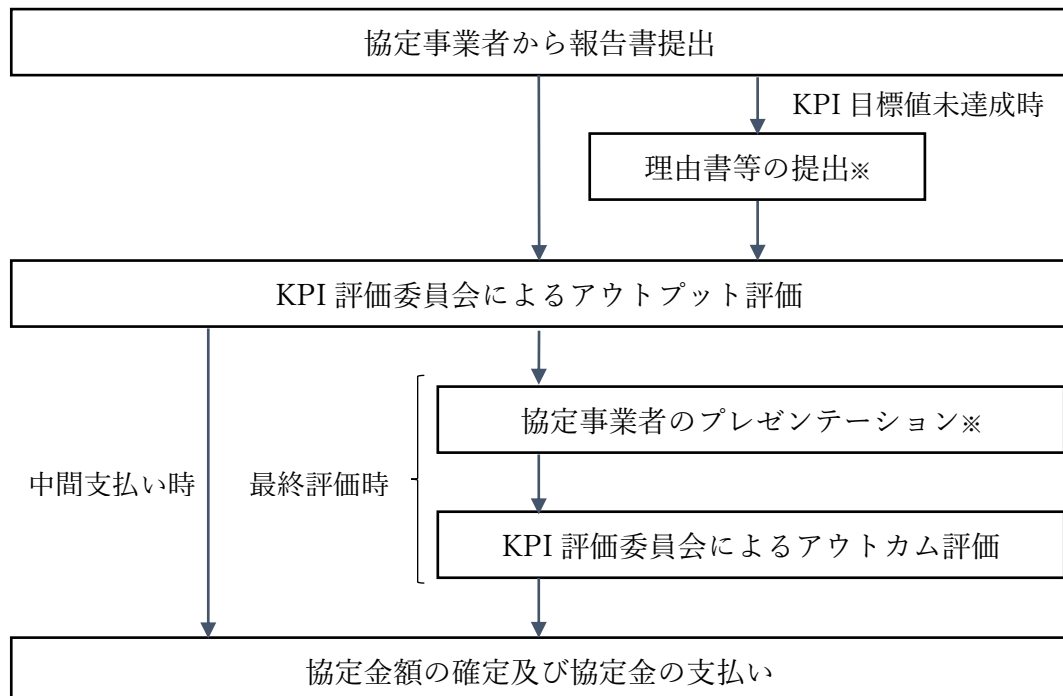 協定事業者から報告書提出
KPI 目標値未達成時
理由書等の提出※
KPI 評価委員会によるアウトプット評価
協定事業者のプレゼンテーション※
中間支払い時
最終評価時
KPI 評価委員会によるアウトカム評価
協定金額の確定及び協定金の支払い